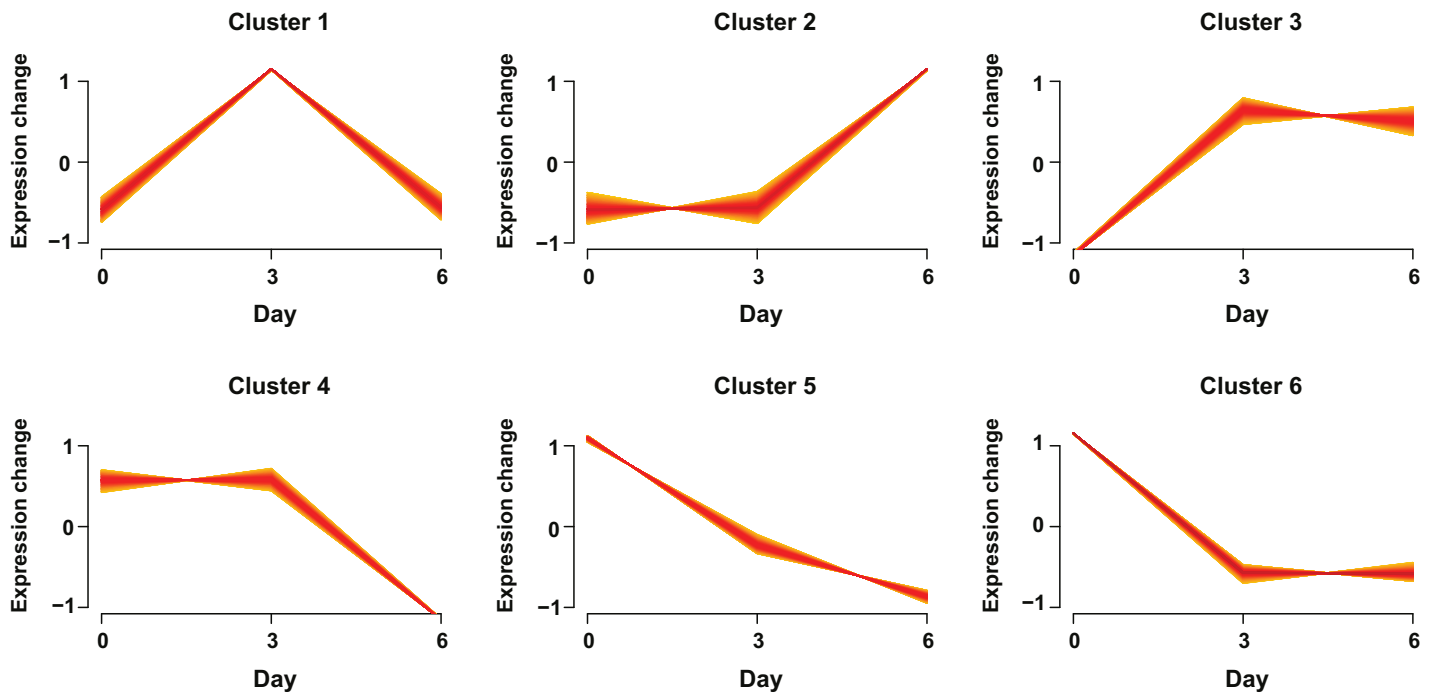 Cluster 1
Expression change
1
0
−1
0 3 6
Day
Cluster 2
Expression change
1
0
−1
0 3 6
Day
Cluster 3
Expression change
1
0
−1
0 3 6
Day
Cluster 4
Expression change
1
0
−1
0 3 6
Day
Cluster 5
Expression change
1
0
−1
0 3 6
Day
Cluster 6
Expression change
1
0
−1
0 3 6
Day